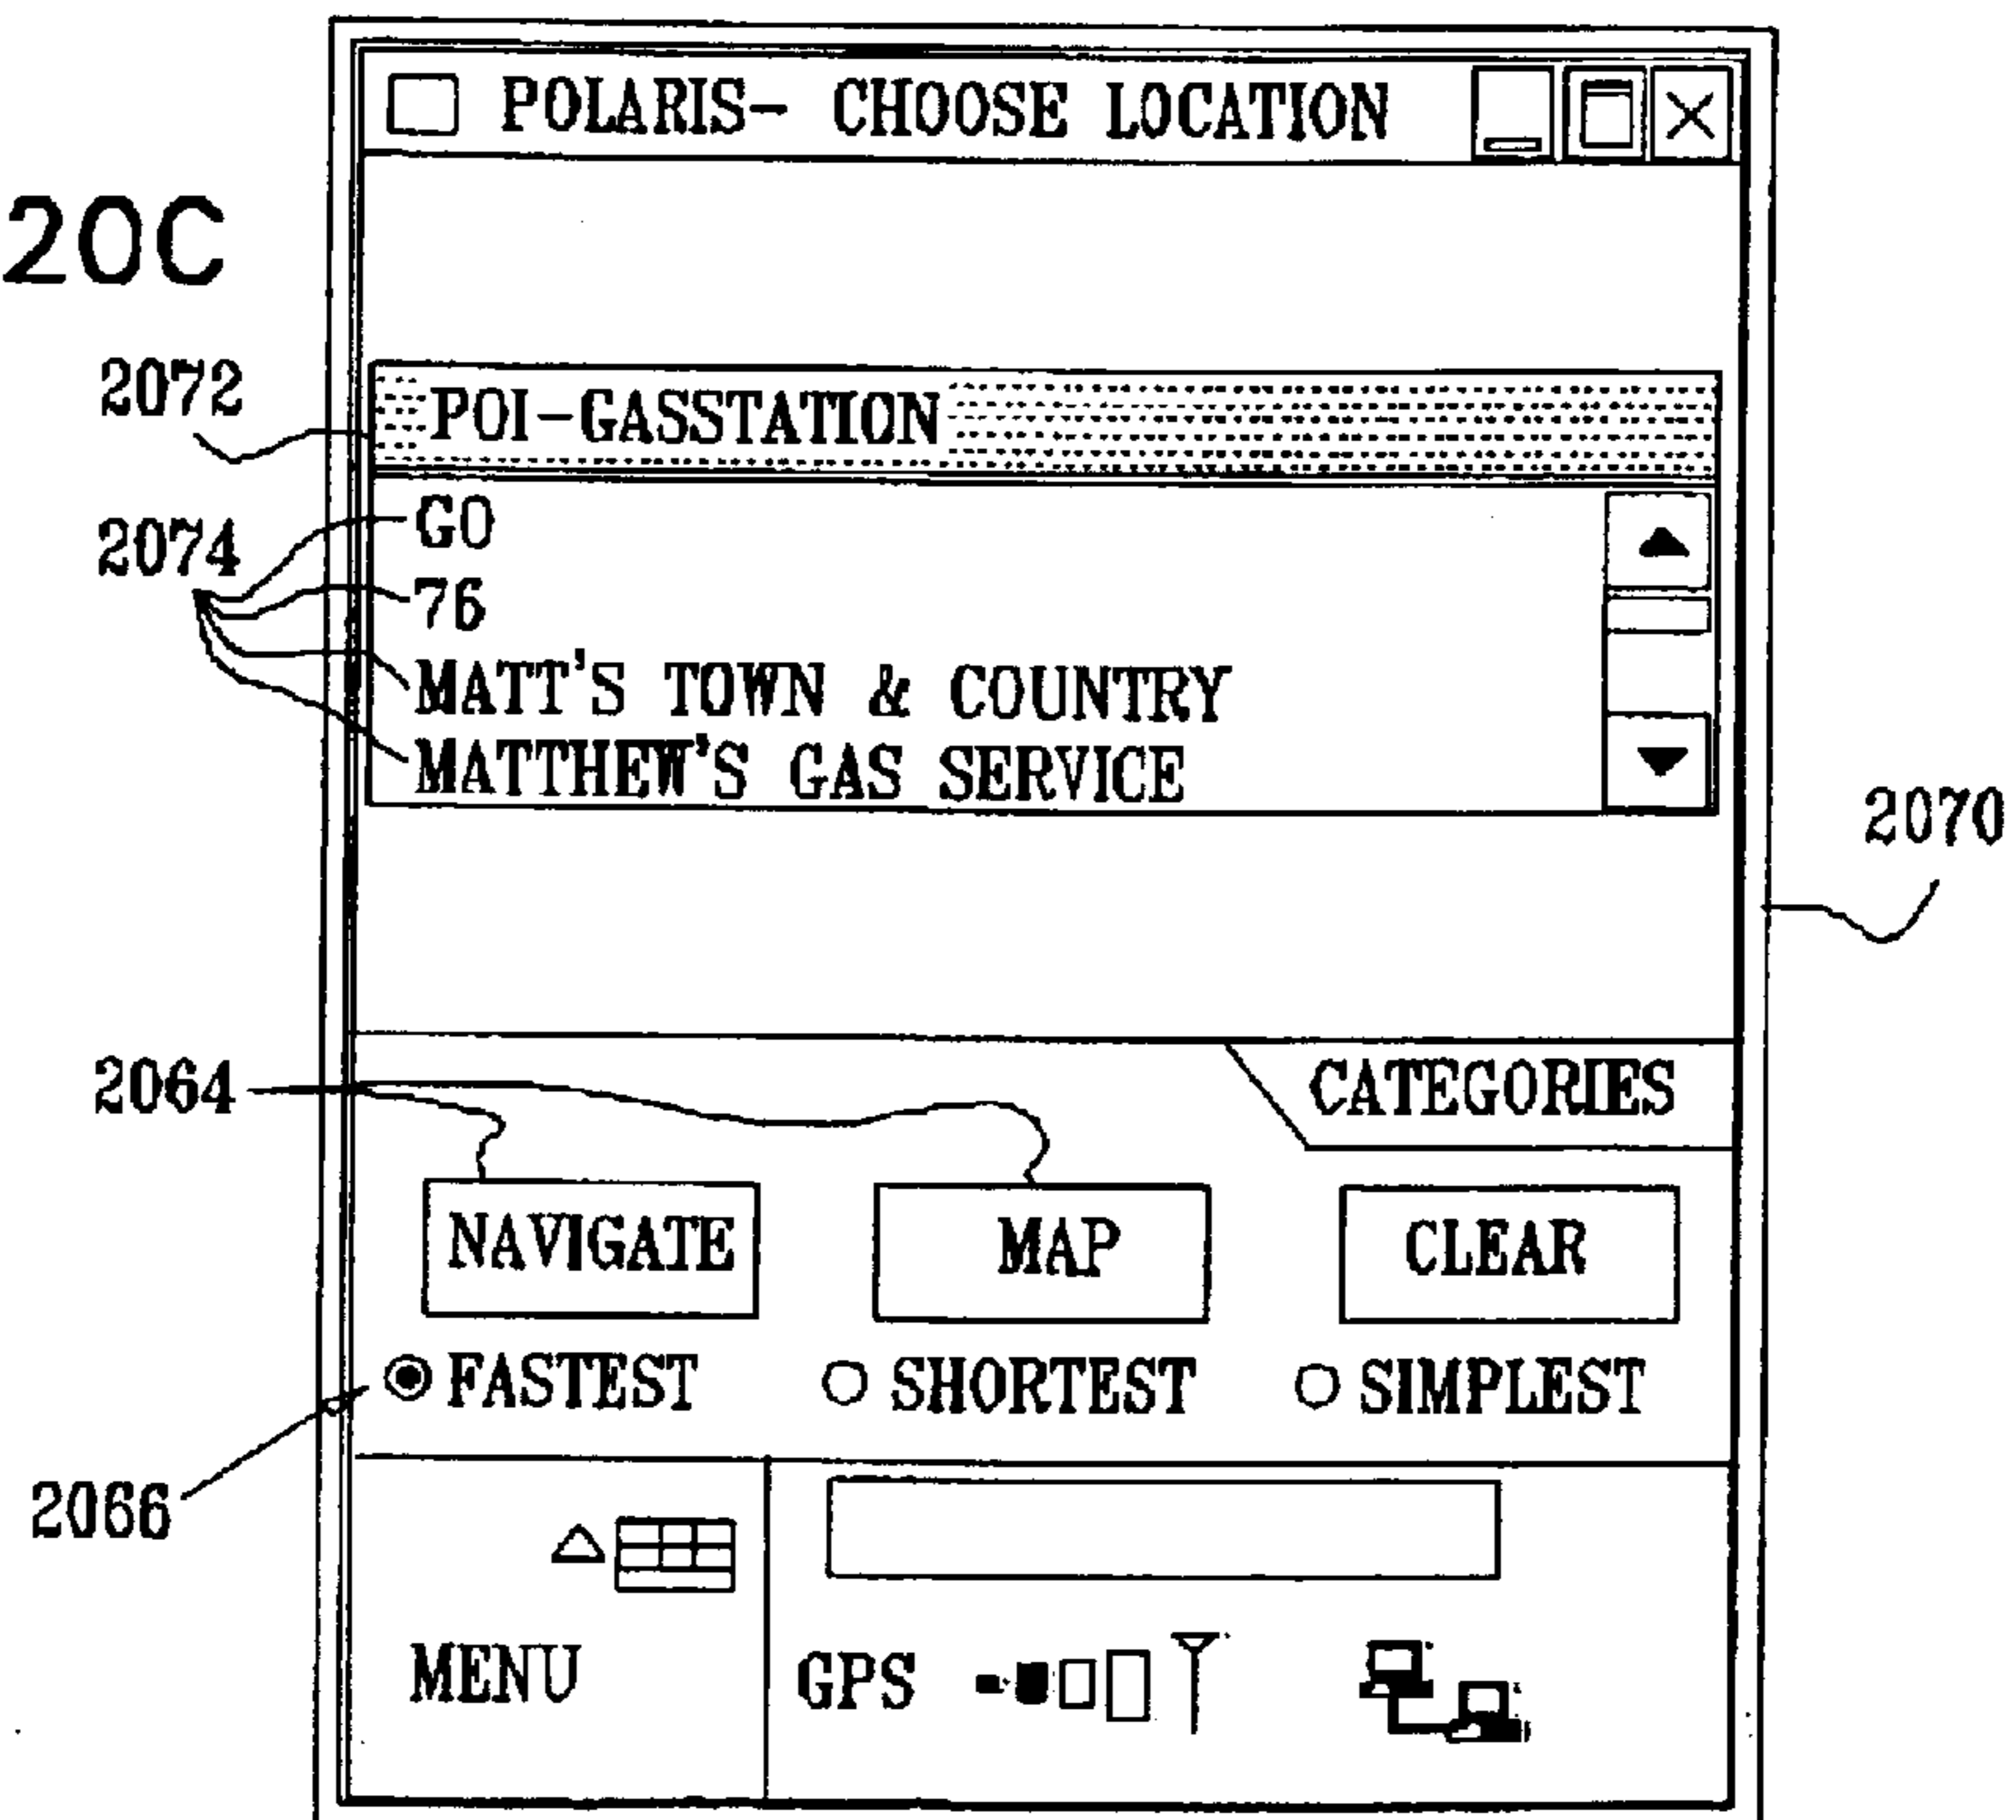 20C
POLARIS- CHOOSE LOCATION
2072
POI-GASSTATION
2074
GO
76
MATT'S TOWN & COUNTRY
MATTHEW'S GAS SERVICE
2070
CATEGORIES
2064
NAVIGATE MAP CLEAR
FASTEST SHORTEST SIMPLEST
2066
MENU GPS